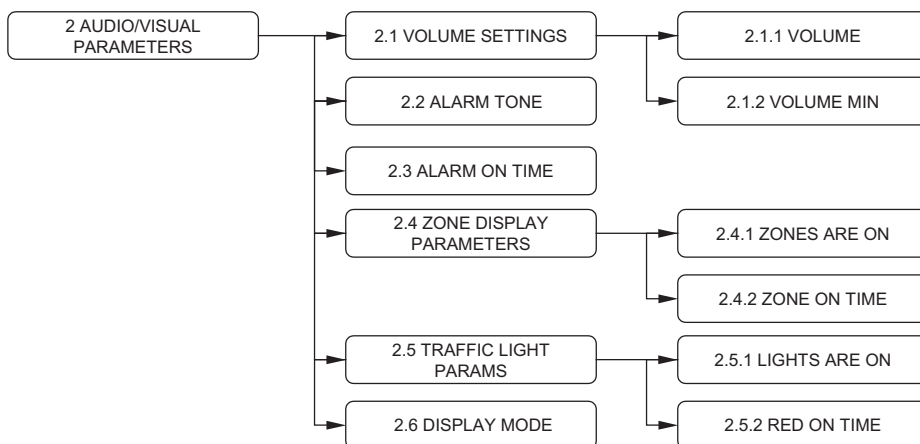 2 AUDIO/VISUAL
PARAMETERS
2.1 VOLUME SETTINGS
2.1.1 VOLUME
2.1.2 VOLUME MIN
2.2 ALARM TONE
2.3 ALARM ON TIME
2.4 ZONE DISPLAY
PARAMETERS
2.4.1 ZONES ARE ON
2.4.2 ZONE ON TIME
2.5 TRAFFIC LIGHT
PARAMS
2.5.1 LIGHTS ARE ON
2.5.2 RED ON TIME
2.6 DISPLAY MODE